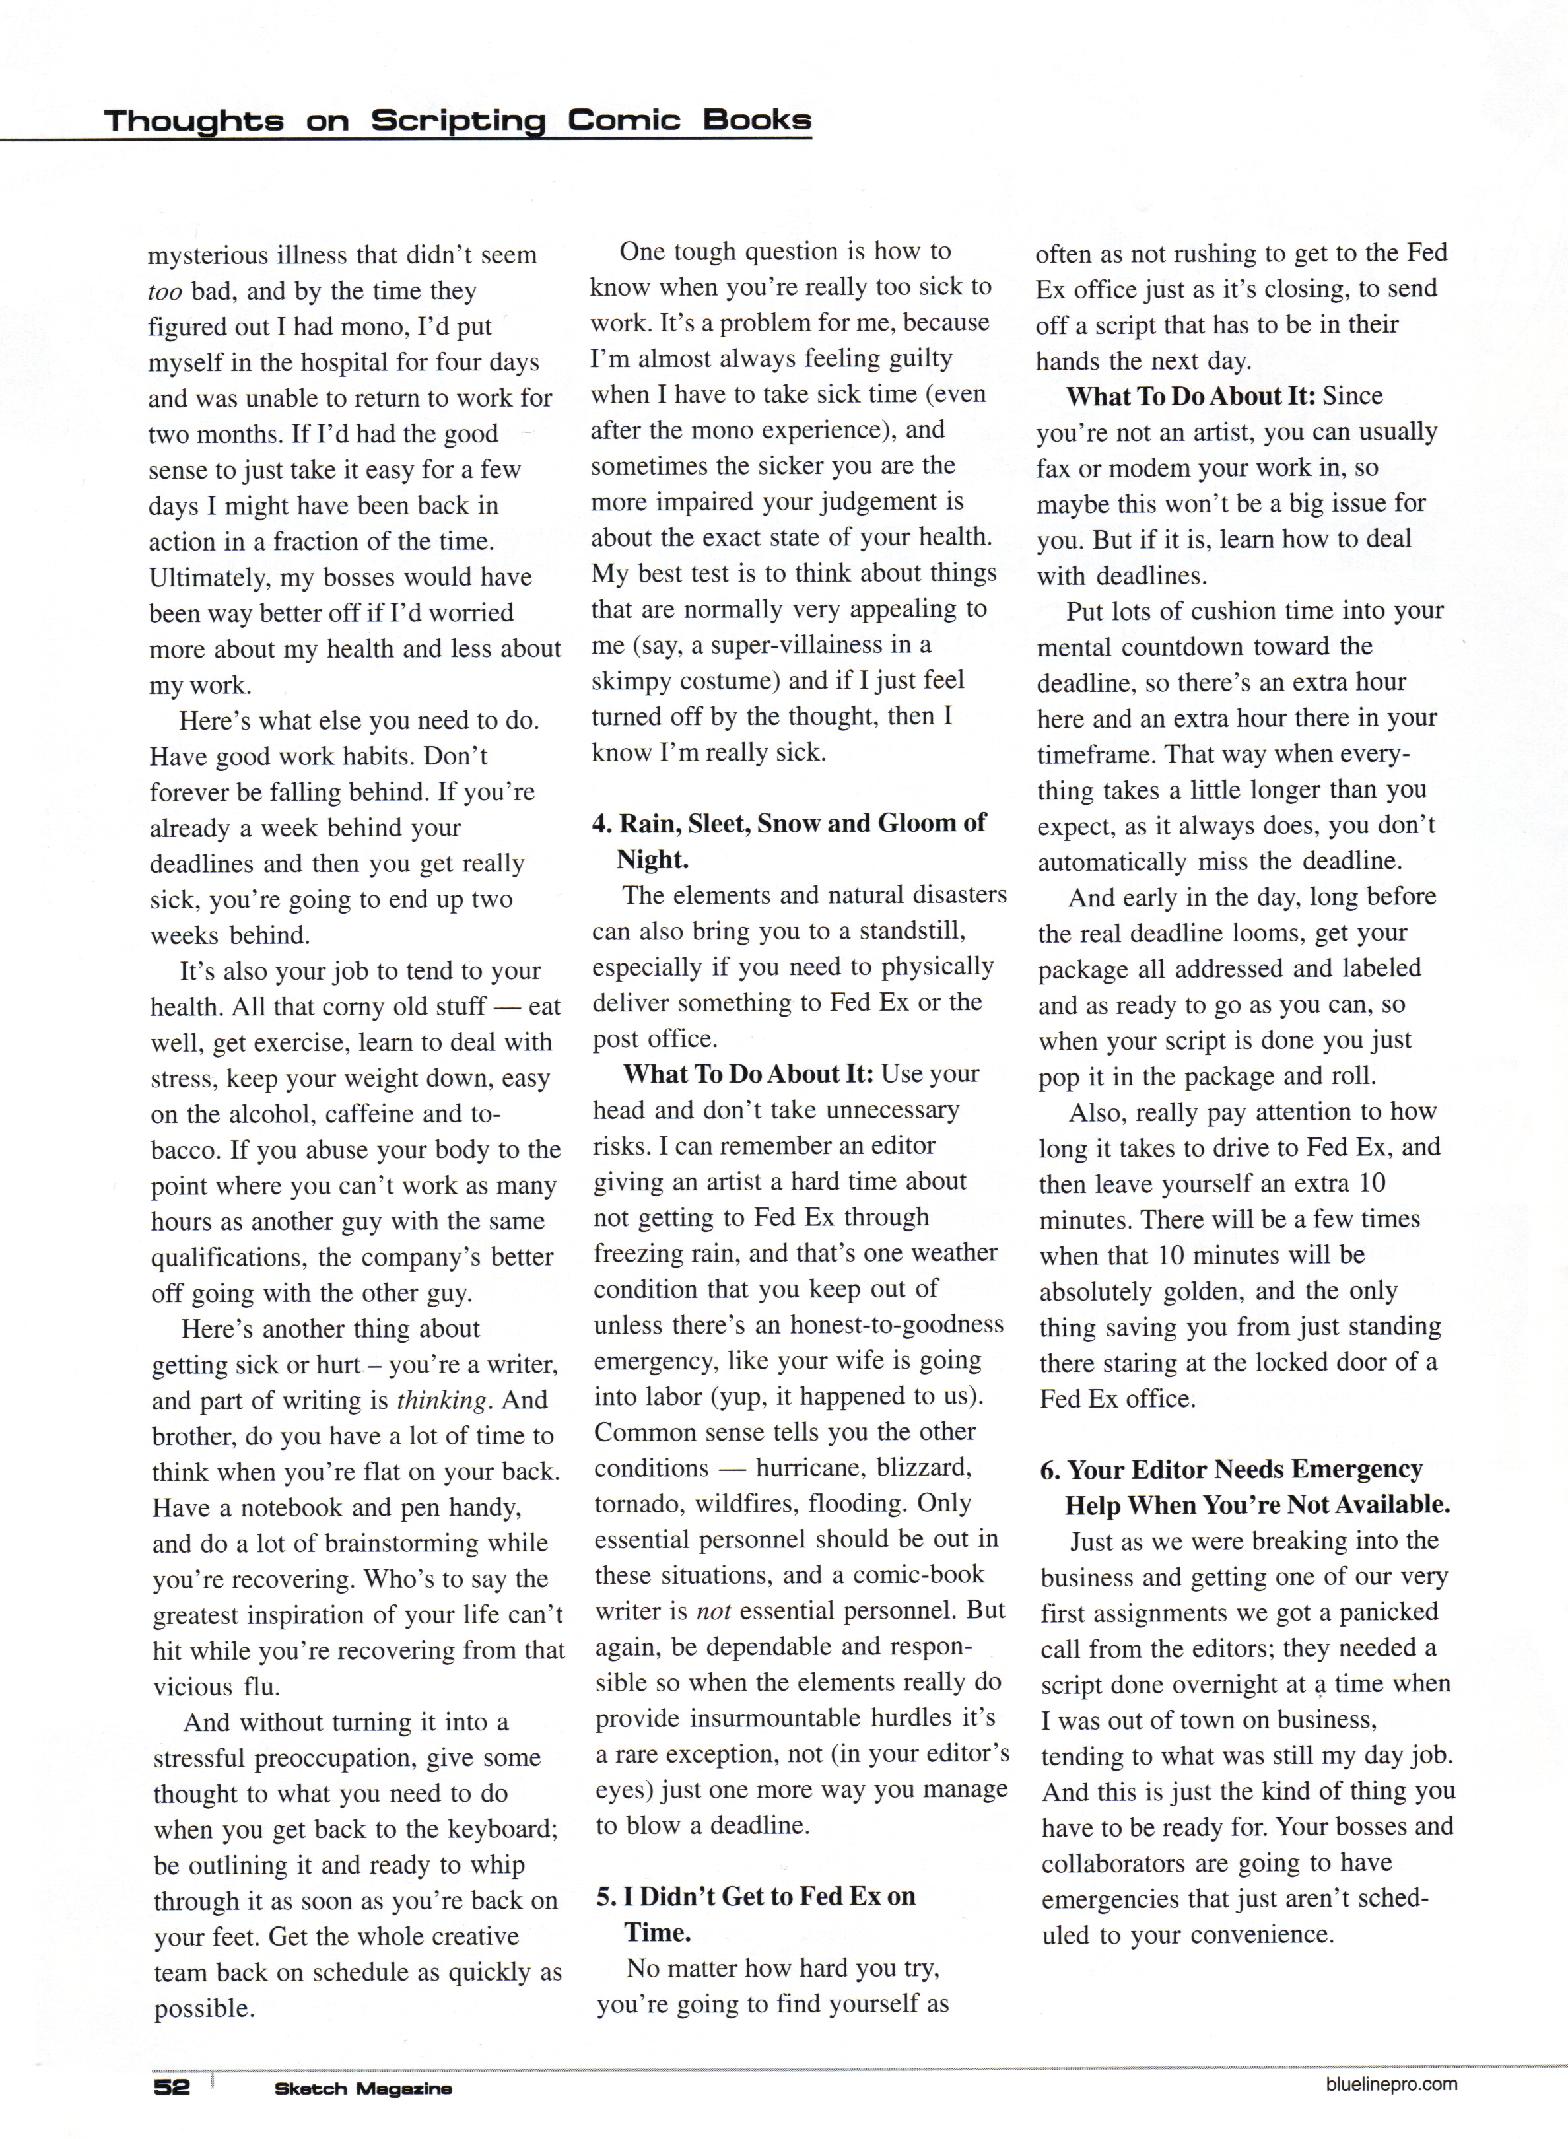 Thoughts on Scripting Comic Books
mysterious illness that didn't seem
too bad, and by the time they
figured out I had mono, I'd put
myself in the hospital for four days
and was unable to return to work for
two months. If I'd had the good
sense to just take it easy for a few
days I might have been back in
action in a fraction of the time.
Ultimately, my bosses would have
been way better off if I'd worried
more about my health and less about
my work.
Here's what else you need to do.
Have good work habits. Don't
forever be falling behind. If you're
already a week behind your
deadlines and then you get really
sick, you're going to end up two
weeks behind.
It's also your job to tend to your
health. All that corny old stuff — eat
well, get exercise, learn to deal with
stress, keep your weight down, easy
on the alcohol, caffeine and to-
bacco. If you abuse your body to the
point where you can't work as many
hours as another guy with the same
qualifications, the company's better
off going with the other guy.
Here's another thing about
getting sick or hurt – you're a writer,
and part of writing is thinking. And
brother, do you have a lot of time to
think when you're flat on your back.
Have a notebook and pen handy,
and do a lot of brainstorming while
you're recovering. Who's to say the
greatest inspiration of your life can't
hit while you're recovering from that
vicious flu.
And without turning it into a
stressful preoccupation, give some
thought to what you need to do
when you get back to the keyboard;
be outlining it and ready to whip
through it as soon as you're back on
your feet. Get the whole creative
team back on schedule as quickly as
possible.
One tough question is how to
know when you're really too sick to
work. It's a problem for me, because
I'm almost always feeling guilty
when I have to take sick time (even
after the mono experience), and
sometimes the sicker you are the
more impaired your judgement is
about the exact state of your health.
My best test is to think about things
that are normally very appealing to
me (say, a super-villainess in a
skimpy costume) and if I just feel
turned off by the thought, then I
know I'm really sick.
4. Rain, Sleet, Snow and Gloom of
Night.
The elements and natural disasters
can also bring you to a standstill,
especially if you need to physically
deliver something to Fed Ex or the
post office.
What To Do About It: Use your
head and don't take unnecessary
risks. I can remember an editor
giving an artist a hard time about
not getting to Fed Ex through
freezing rain, and that's one weather
condition that you keep out of
unless there's an honest-to-goodness
emergency, like your wife is going
into labor (yup, it happened to us).
Common sense tells you the other
conditions — hurricane, blizzard,
tornado, wildfires, flooding. Only
essential personnel should be out in
these situations, and a comic-book
writer is not essential personnel. But
again, be dependable and respon-
sible so when the elements really do
provide insurmountable hurdles it's
a rare exception, not (in your editor's
eyes) just one more way you manage
to blow a deadline.
5. I Didn't Get to Fed Ex on
Time.
No matter how hard you try,
you're going to find yourself as
often as not rushing to get to the Fed
Ex office just as it's closing, to send
off a script that has to be in their
hands the next day.
What To Do About It: Since
you're not an artist, you can usually
fax or modem your work in, so
maybe this won't be a big issue for
you. But if it is, learn how to deal
with deadlines.
Put lots of cushion time into your
mental countdown toward the
deadline, so there's an extra hour
here and an extra hour there in your
timeframe. That way when every-
thing takes a little longer than you
expect, as it always does, you don't
automatically miss the deadline.
And early in the day, long before
the real deadline looms, get your
package all addressed and labeled
and as ready to go as you can, so
when your script is done you just
pop it in the package and roll.
Also, really pay attention to how
long it takes to drive to Fed Ex, and
then leave yourself an extra 10
minutes. There will be a few times
when that 10 minutes will be
absolutely golden, and the only
thing saving you from just standing
there staring at the locked door of a
Fed Ex office.
6. Your Editor Needs Emergency
Help When You're Not Available.
Just as we were breaking into the
business and getting one of our very
first assignments we got a panicked
call from the editors; they needed a
script done overnight at a time when
I was out of town on business,
tending to what was still my day job.
And this is just the kind of thing you
have to be ready for. Your bosses and
collaborators are going to have
emergencies that just aren't sched-
uled to your convenience.
52
Sketch Magazine
bluelinepro.com